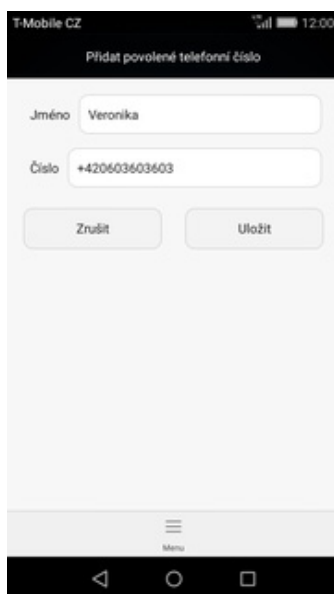 T-Mobile CZ 12:00
Přidat povolené telefonní číslo
Jméno Veronika
Číslo +420603603603
Zrušit Uložit
Menu